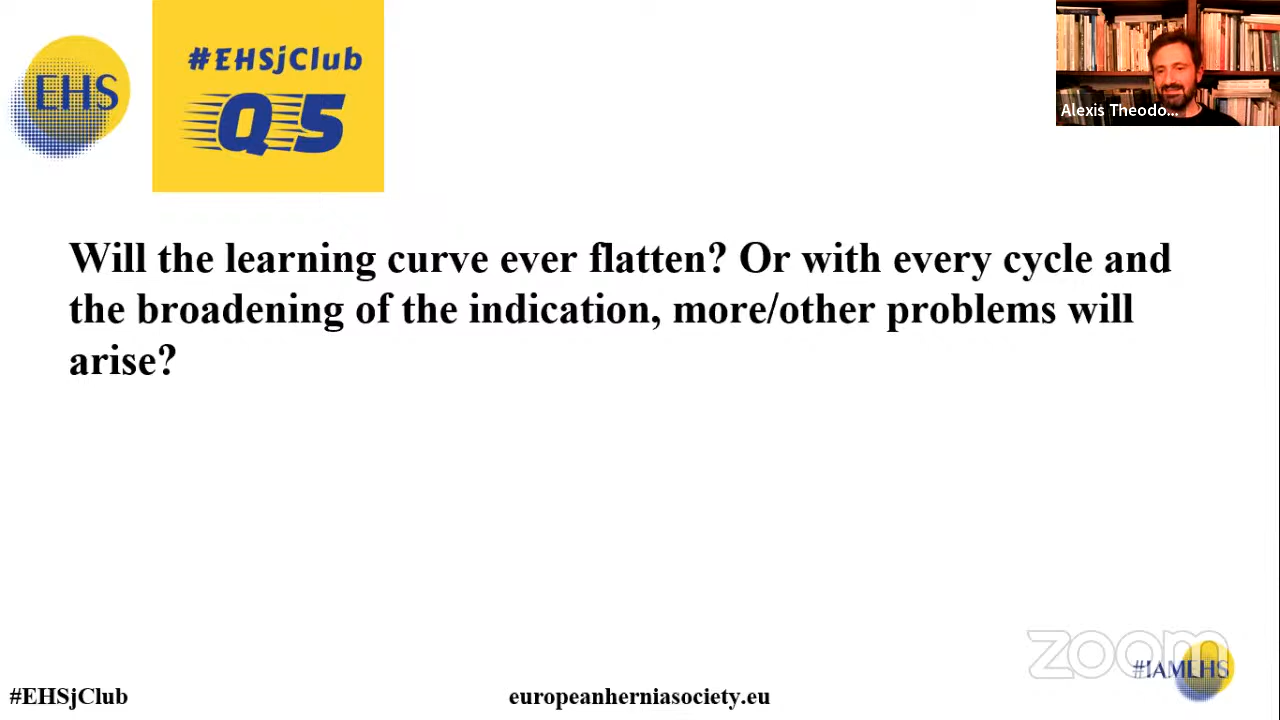 EHS
#EHSjClub
Q5
Alexis Theodo...
Will the learning curve ever flatten? Or with every cycle and
the broadening of the indication, more/other problems will
arise?
zoom
#IAMEHS
#EHSjClub
europeanherniasociety.eu